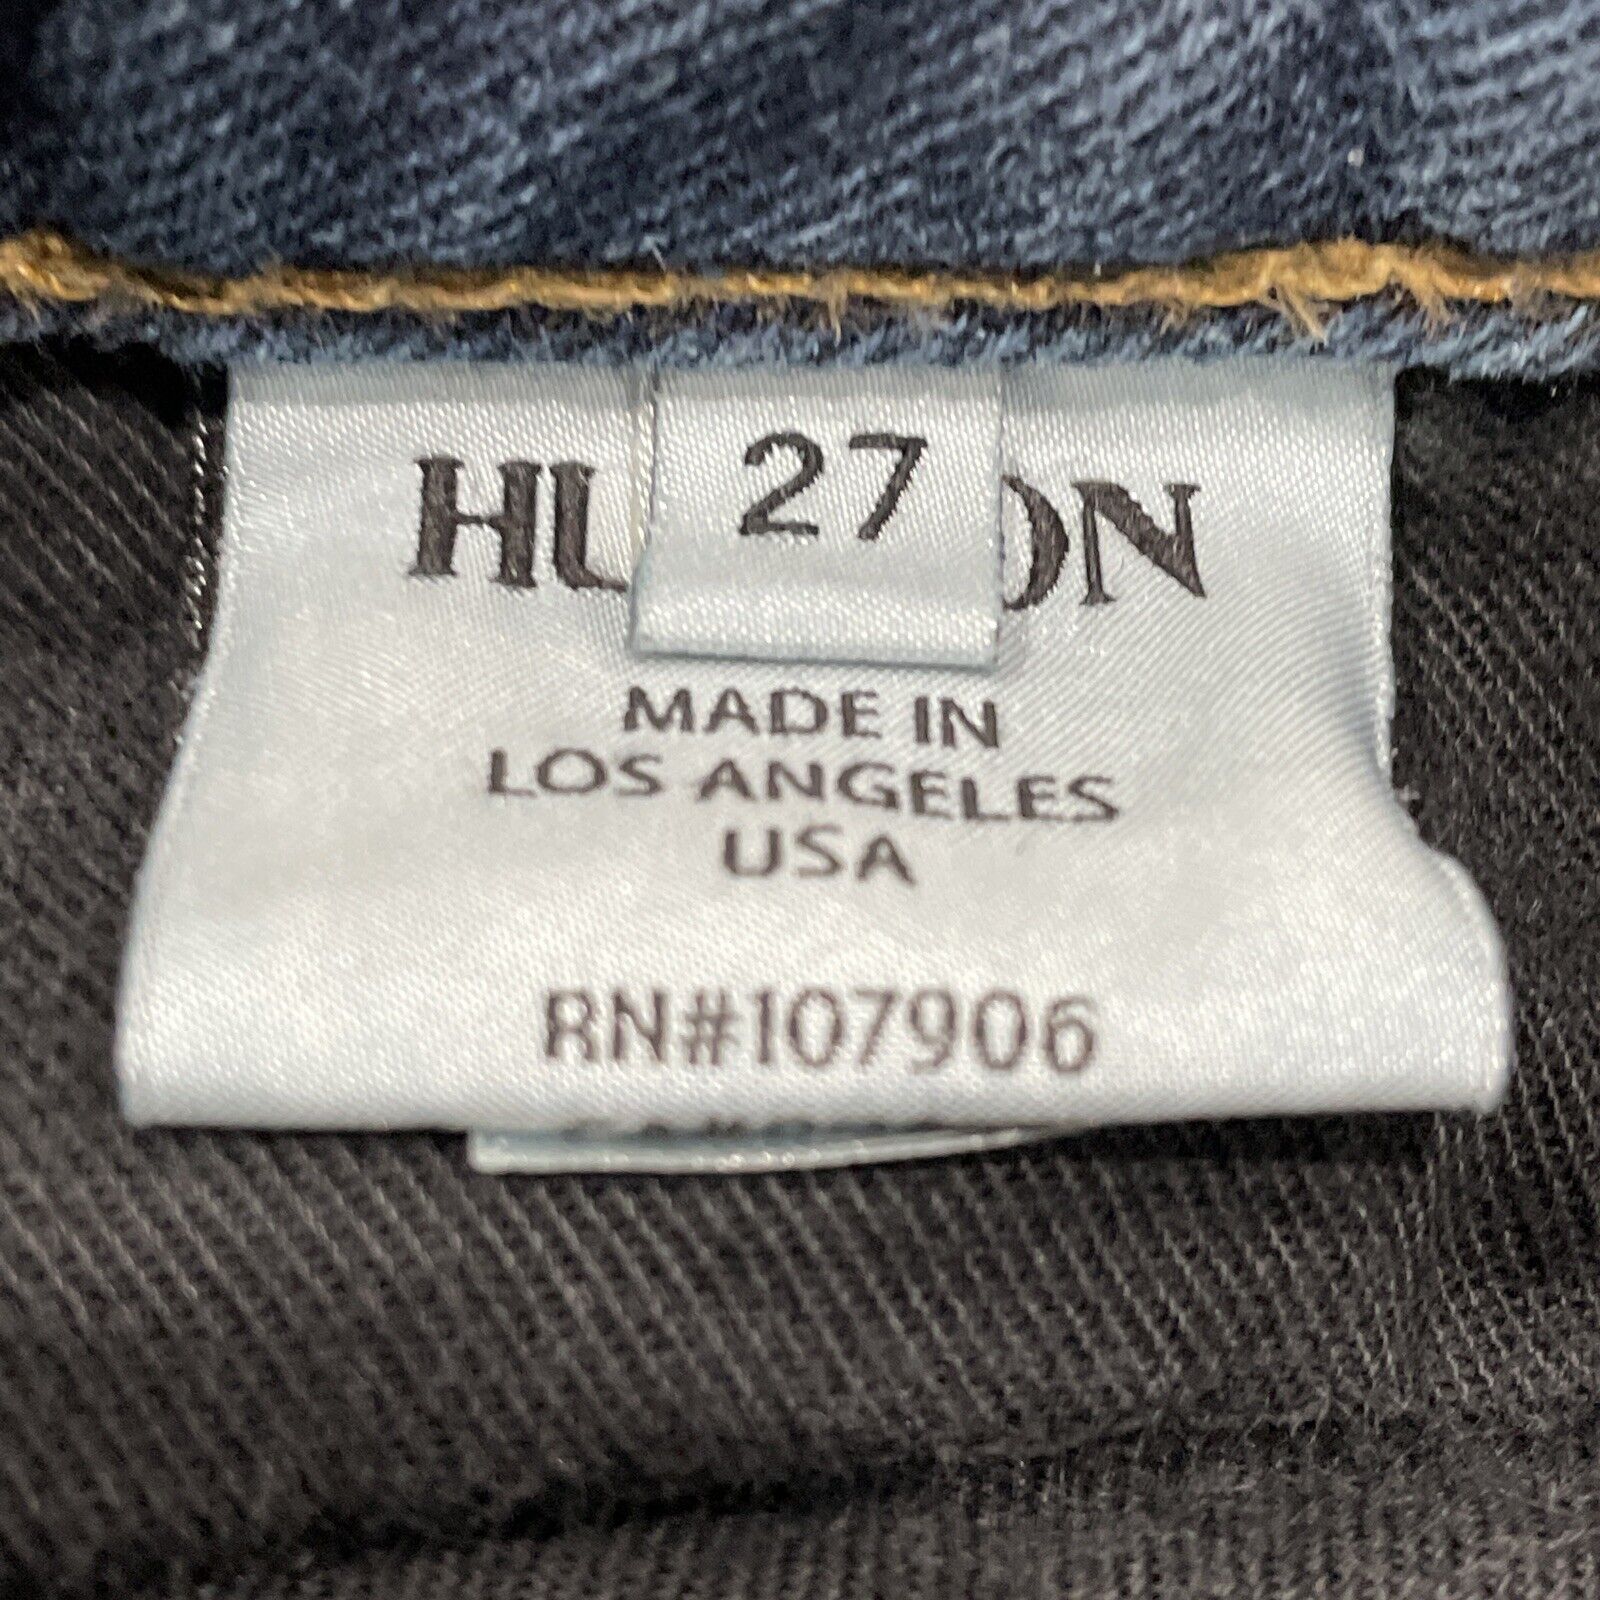 27
HU ON
MADE IN
LOS ANGELES
USA
RN#107906